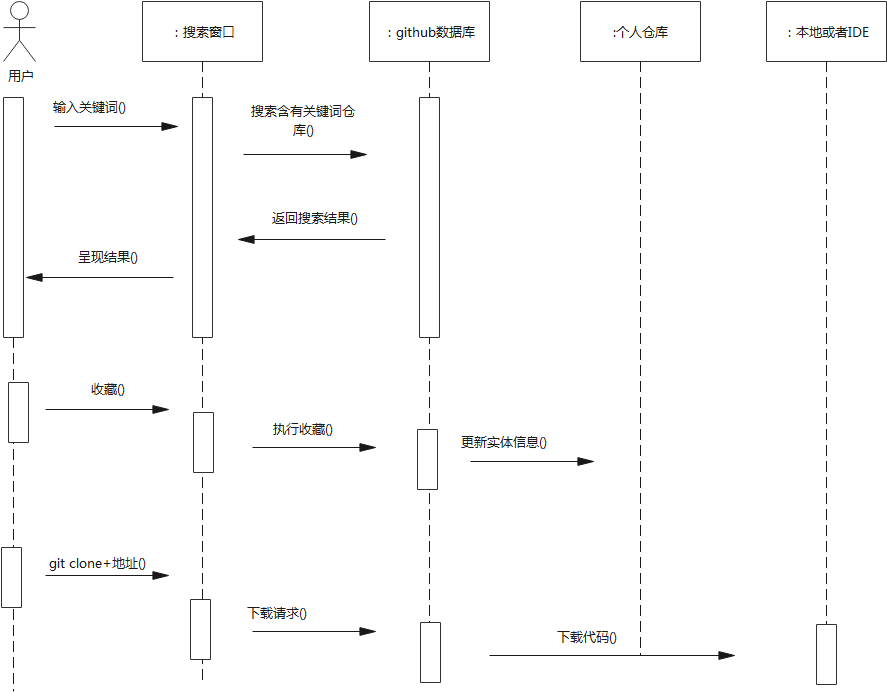 : 搜索窗口
: github数据库
:个人仓库
: 本地或者IDE
用户
输入关键词()
搜索含有关键词仓
库()
返回搜索结果()
呈现结果()
收藏()
执行收藏()
更新实体信息()
git clone+地址()
下载请求()
下载代码()